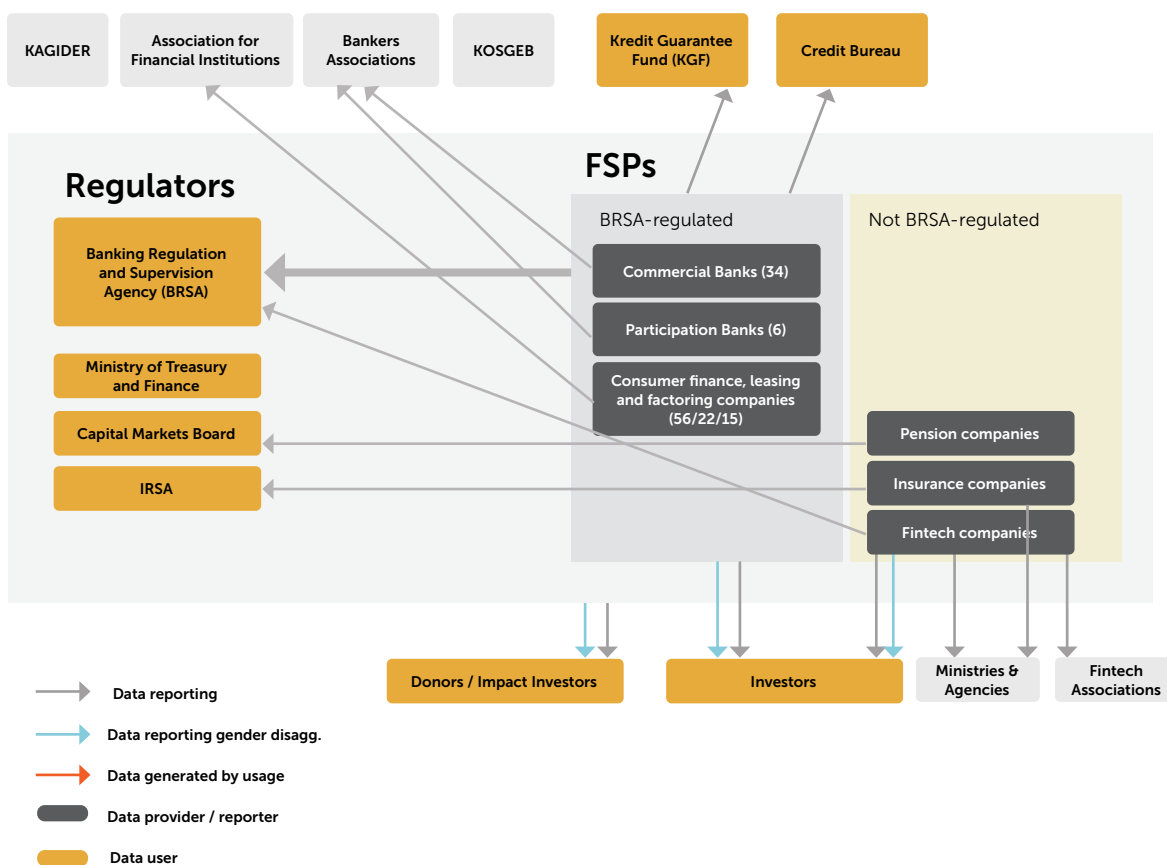 KAGIDER
Association for
Financial Institutions
Bankers
Associations
KOSGEB
Kredit Guarantee
Fund (KGF)
Credit Bureau
Regulators
FSPs
BRSA-regulated
Not BRSA-regulated
Banking Regulation
and Supervision
Agency (BRSA)
Ministry of Treasury
and Finance
Capital Markets Board
IRSA
Commercial Banks (34)
Participation Banks (6)
Consumer finance, leasing
and factoring companies
(56/22/15)
Pension companies
Insurance companies
Fintech companies
Donors / Impact Investors
Investors
Ministries &
Agencies
Fintech
Associations
Data reporting
Data reporting gender disagg.
Data generated by usage
Data provider / reporter
Data user